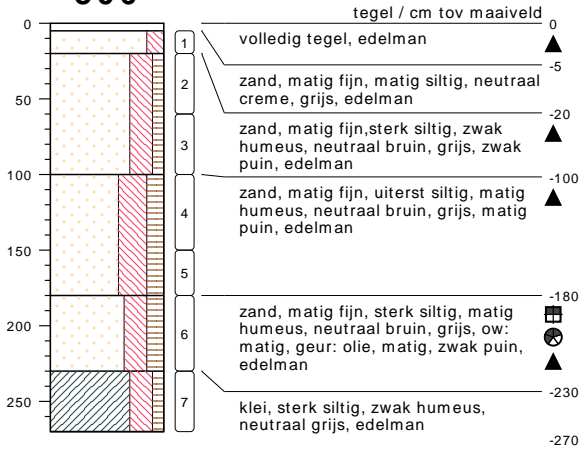 tegel / cm tov maaiveld
0
0
1
volledig tegel, edelman
-5
2
zand, matig fijn, matig siltig, neutraal
creme, grijs, edelman
50
-20
3
zand, matig fijn,sterk siltig, zwak
humeus, neutraal bruin, grijs, zwak
puin, edelman
100
-100
4
zand, matig fijn, uiterst siltig, matig
humeus, neutraal bruin, grijs, matig
puin, edelman
150
5
-180
200
6
zand, matig fijn, sterk siltig, matig
humeus, neutraal bruin, grijs, ow:
matig, geur: olie, matig, zwak puin,
edelman
-230
250
7
klei, sterk siltig, zwak humeus,
neutraal grijs, edelman
-270